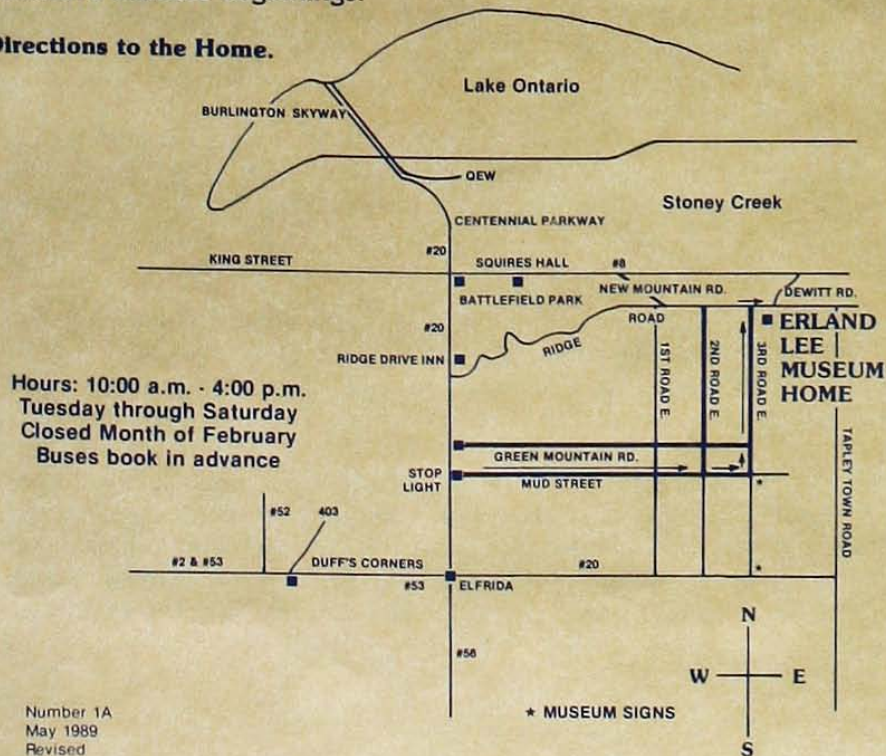 Directions to the Home.
Lake Ontario
BURLINGTON SKYWAY
QEW
Stoney Creek
CENTENNIAL PARKWAY
#20
KING STREET
SQUIRES HALL
#8
NEW MOUNTAIN RD.
DEWITT RD.
BATTLEFIELD PARK
#20
ROAD
ERLAND
LEE
MUSEUM
HOME
RIDGE
RIDGE DRIVE INN
1ST ROAD E.
2ND ROAD E.
3RD ROAD E.
Hours: 10:00 a.m. - 4:00 p.m.
Tuesday through Saturday
Closed Month of February
Buses book in advance
GREEN MOUNTAIN RD.
STOP
LIGHT
MUD STREET
*
TAPLEY TOWN ROAD
#52
403
#2 & #53
DUFF'S CORNERS
#20
*
#53
ELFRIDA
N
#56
W
E
★ MUSEUM SIGNS
S
Number 1A
May 1989
Revised